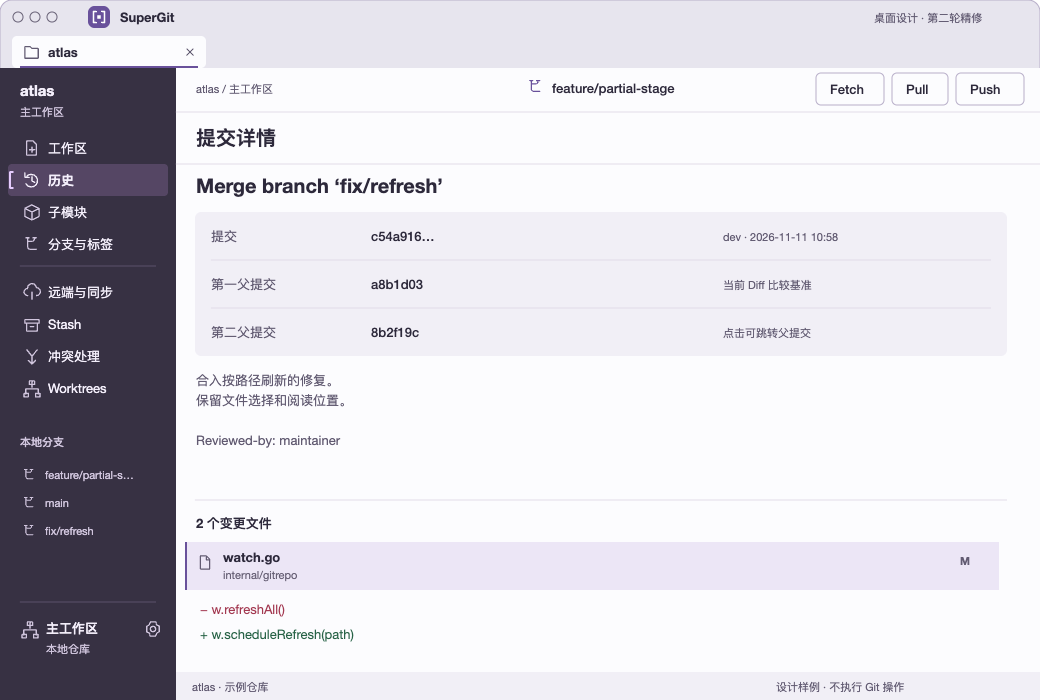 SuperGit
桌面设计 · 第二轮精修
atlas
atlas
主工作区
工作区
历史
子模块
分支与标签
远端与同步
Stash
冲突处理
Worktrees
本地分支
feature/partial-s…
main
fix/refresh
主工作区
本地仓库
atlas / 主工作区
feature/partial-stage
Fetch
Pull
Push
提交详情
Merge branch ‘fix/refresh’
提交 c54a916… dev · 2026-11-11 10:58
第一父提交 a8b1d03 当前 Diff 比较基准
第二父提交 8b2f19c 点击可跳转父提交
合入按路径刷新的修复。
保留文件选择和阅读位置。
Reviewed-by: maintainer
2 个变更文件
watch.go M
internal/gitrepo
− w.refreshAll()
+ w.scheduleRefresh(path)
atlas · 示例仓库
设计样例 · 不执行 Git 操作